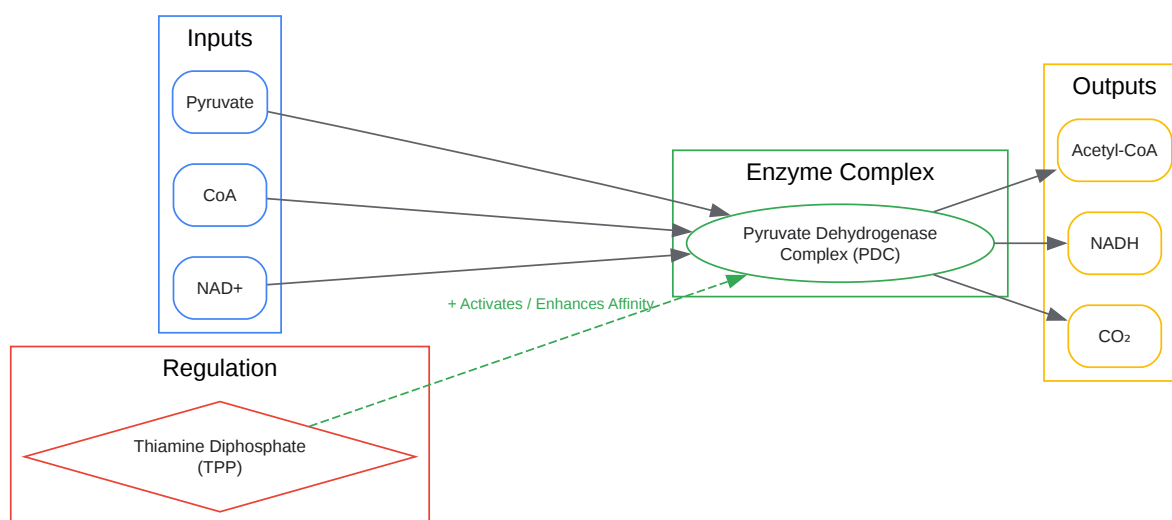 Inputs
Pyruvate
CoA
NAD+
Regulation
Thiamine Diphosphate
(TPP)
+ Activates / Enhances Affinity
Enzyme Complex
Pyruvate Dehydrogenase
Complex (PDC)
Outputs
Acetyl-CoA
NADH
CO₂